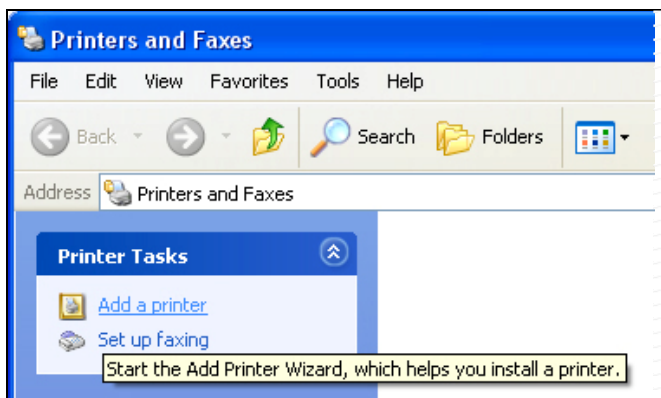 Printers and Faxes
File Edit View Favorites Tools Help
Back Search Folders
Address Printers and Faxes
Printer Tasks
Add a printer
Set up faxing
Start the Add Printer Wizard, which helps you install a printer.